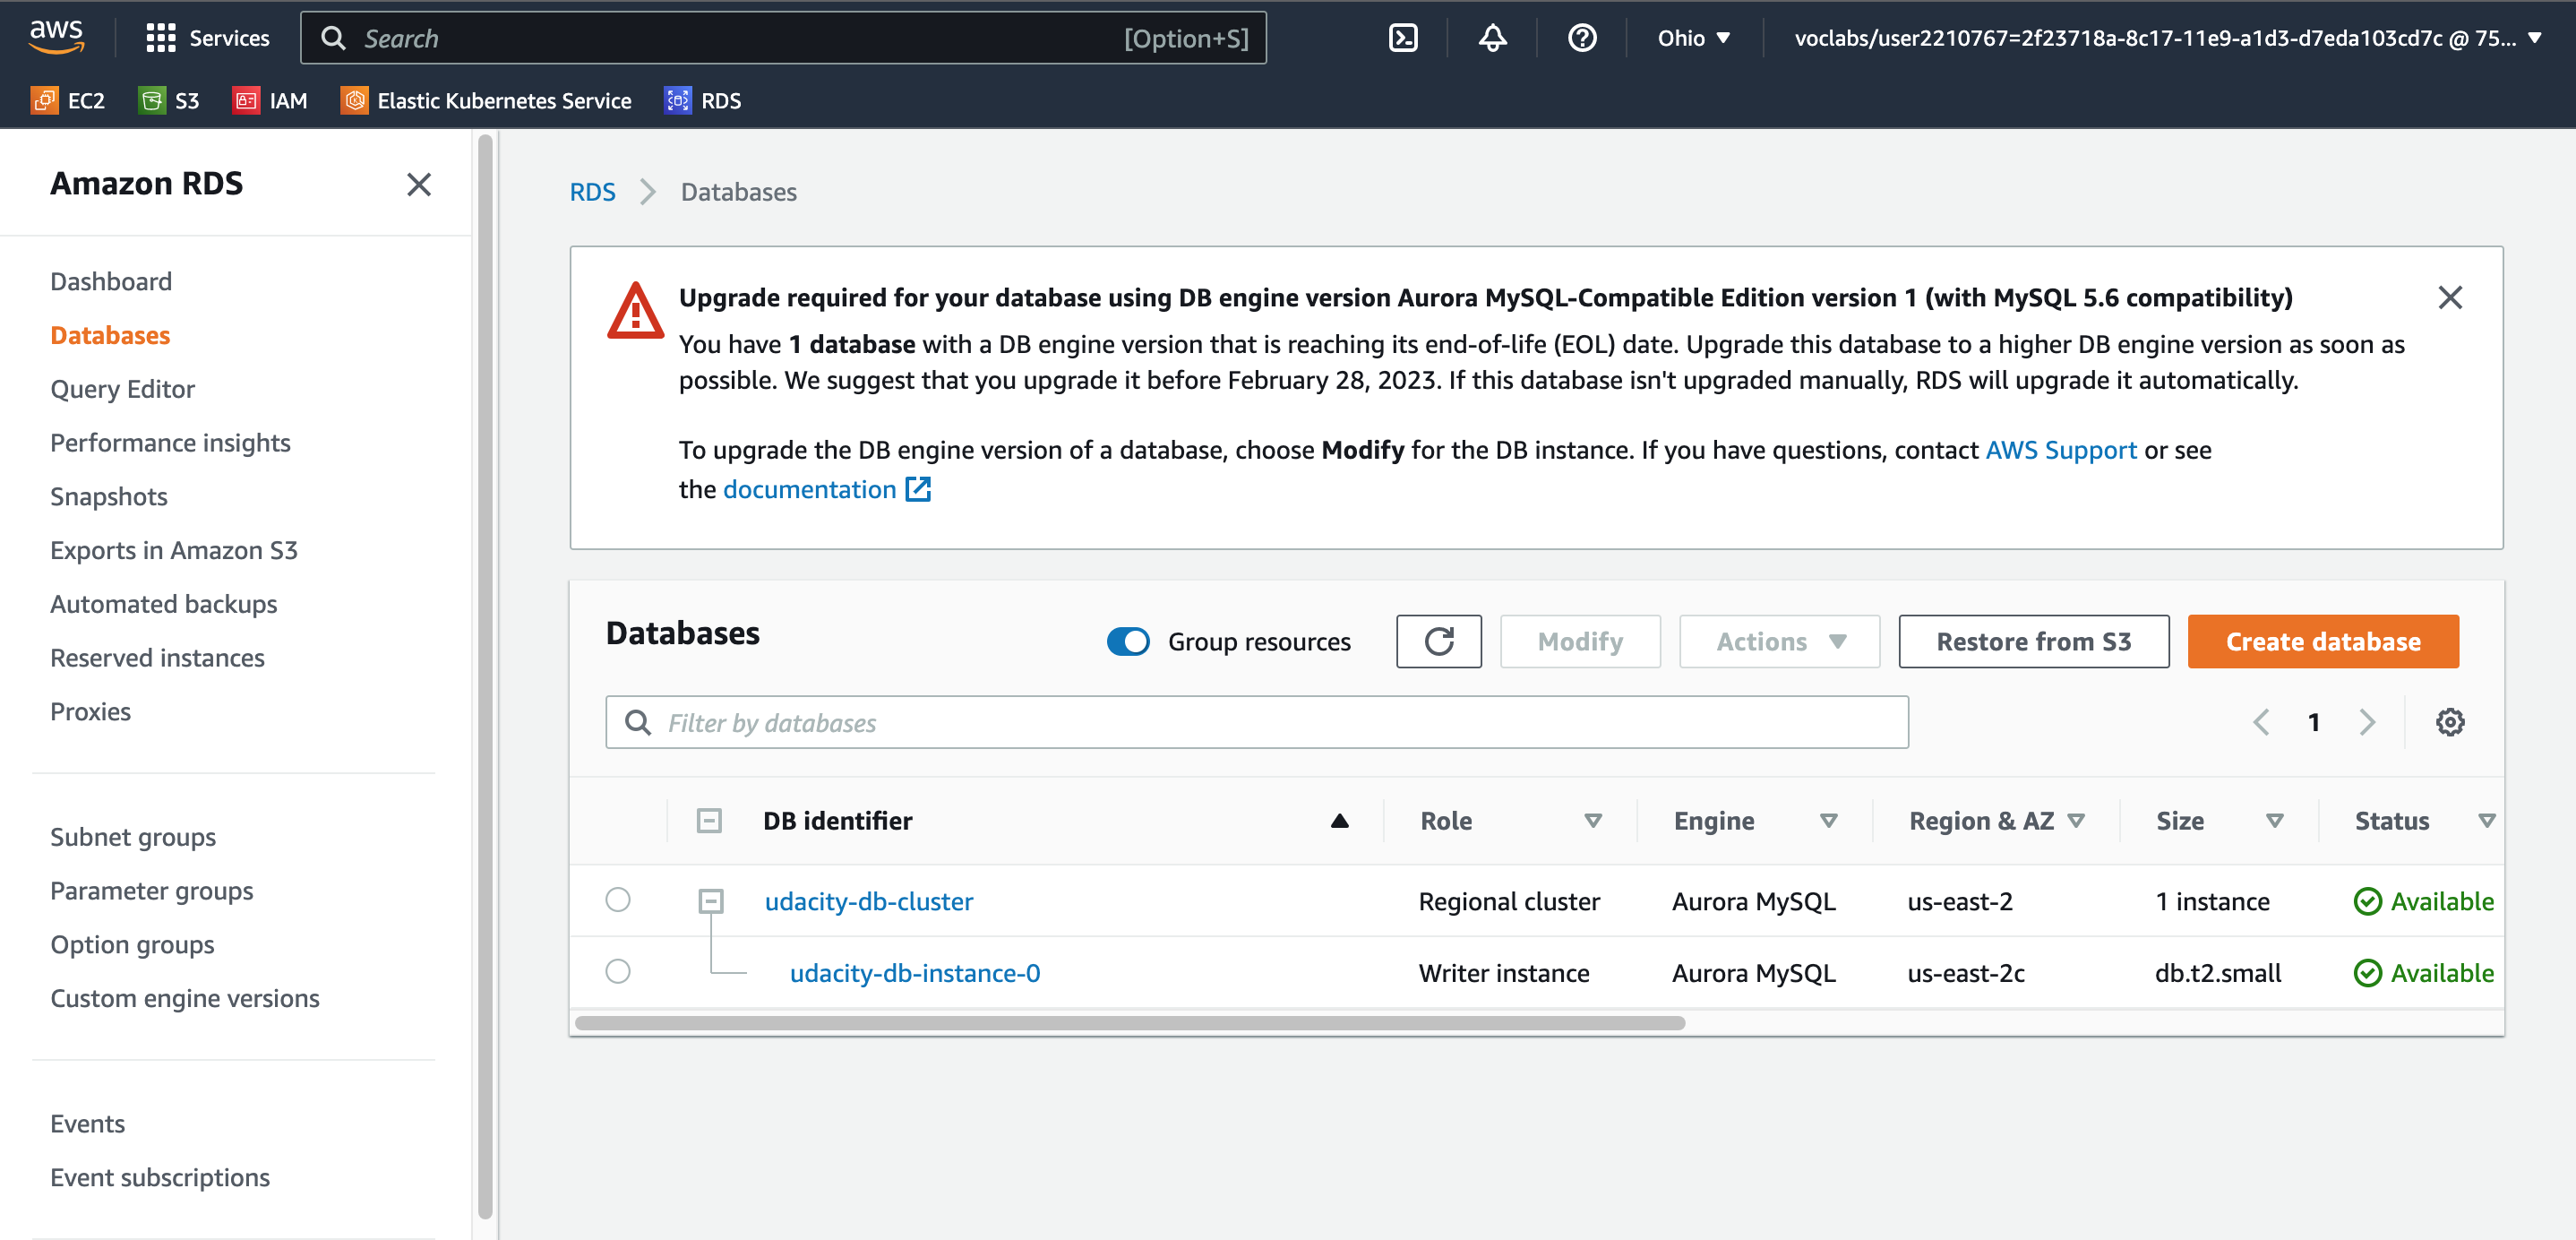 aws
Services
Search
[Option+S]
Ohio
voclabs/user2210767=2f23718a-8c17-11e9-a1d3-d7eda103cd7c @ 75...
EC2
S3
IAM
Elastic Kubernetes Service
RDS
Amazon RDS
Dashboard
Databases
Query Editor
Performance insights
Snapshots
Exports in Amazon S3
Automated backups
Reserved instances
Proxies
Subnet groups
Parameter groups
Option groups
Custom engine versions
Events
Event subscriptions
RDS
Databases
Upgrade required for your database using DB engine version Aurora MySQL-Compatible Edition version 1 (with MySQL 5.6 compatibility)
You have 1 database with a DB engine version that is reaching its end-of-life (EOL) date. Upgrade this database to a higher DB engine version as soon as
possible. We suggest that you upgrade it before February 28, 2023. If this database isn't upgraded manually, RDS will upgrade it automatically.
To upgrade the DB engine version of a database, choose Modify for the DB instance. If you have questions, contact AWS Support or see
the documentation
Databases
Group resources
Modify
Actions
Restore from S3
Create database
Filter by databases
1
DB identifier
Role
Engine
Region & AZ
Size
Status
udacity-db-cluster
Regional cluster
Aurora MySQL
us-east-2
1 instance
Available
udacity-db-instance-0
Writer instance
Aurora MySQL
us-east-2c
db.t2.small
Available